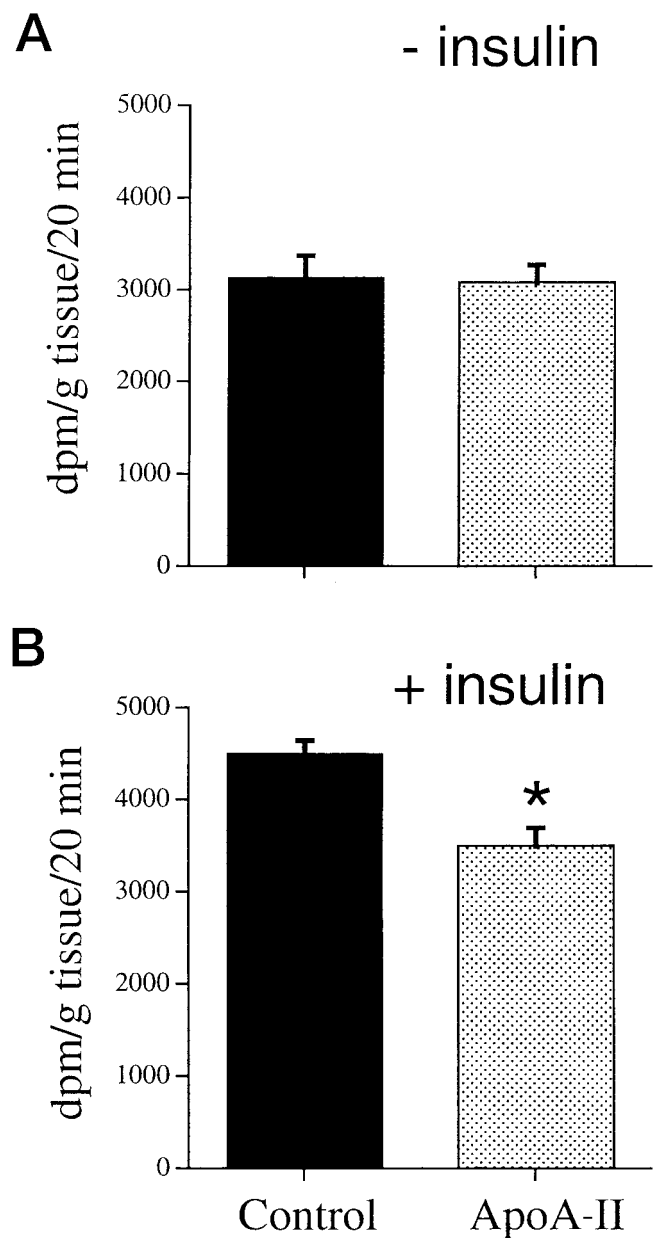 A
- insulin
dpm/g tissue/20 min
5000
4000
3000
2000
1000
0
B
+ insulin
dpm/g tissue/20 min
5000
4000
*
3000
2000
1000
0
Control ApoA-II